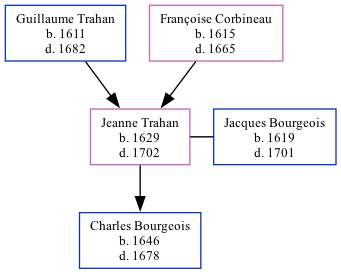 Guillaume Trahan
b. 1611
d. 1682
Françoise Corbineau
b. 1615
d. 1665
Jeanne Trahan
b. 1629
d. 1702
Jacques Bourgeois
b. 1619
d. 1701
Charles Bourgeois
b. 1646
d. 1678